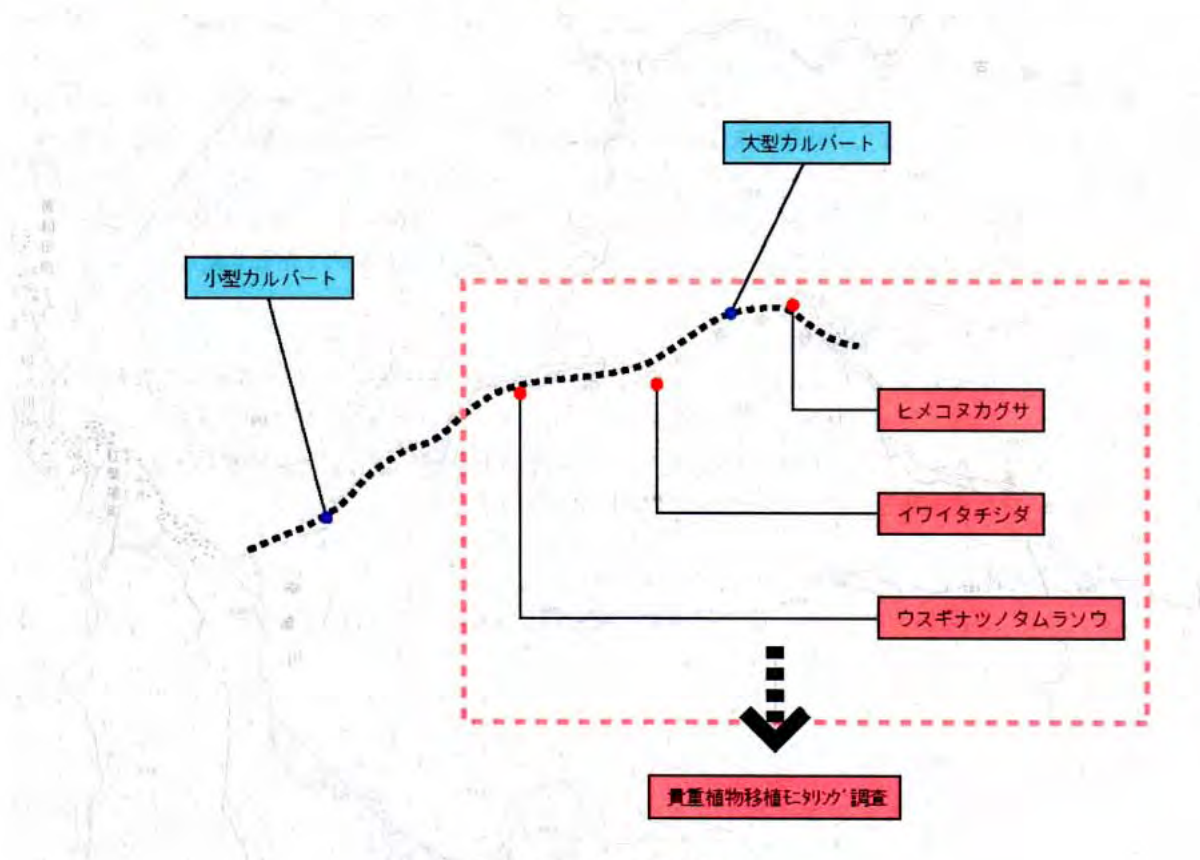 大型カルバート
小型カルバート
ヒメコヌカグサ
イワイタチシダ
ウスギナツノタムラソウ
貴重植物移植ﾓﾆﾀﾘﾝｸﾞ調査